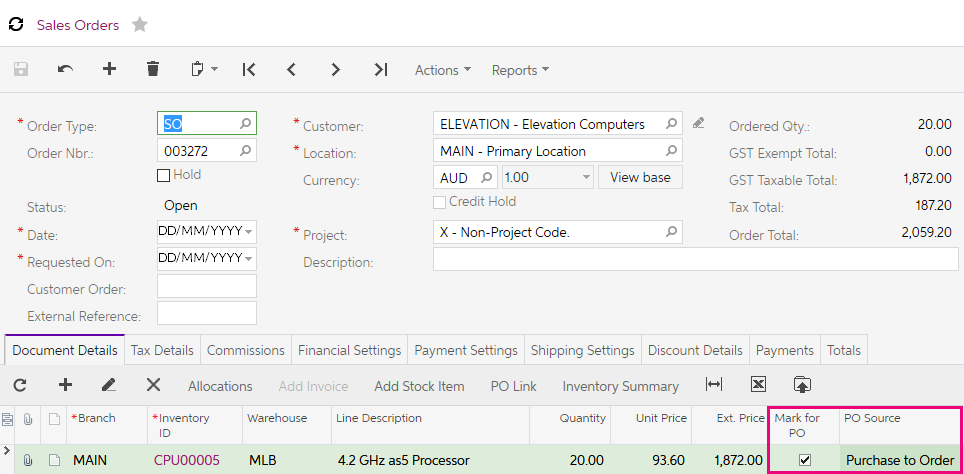 Sales Orders
Actions Reports
* Order Type: SO * Customer: ELEVATION - Elevation Computers Ordered Qty.: 20.00
Order Nbr.: 003272 * Location: MAIN - Primary Location GST Exempt Total: 0.00
Hold Currency: AUD 1.00 View base GST Taxable Total: 1,872.00
Status: Open Credit Hold Tax Total: 187.20
* Date: DD/MM/YYYY * Project: X - Non-Project Code. Order Total: 2,059.20
* Requested On: DD/MM/YYYY Description:
Customer Order:
External Reference:
Document Details Tax Details Commissions Financial Settings Payment Settings Shipping Settings Discount Details Payments Totals
Allocations Add Invoice Add Stock Item PO Link Inventory Summary
*Branch *Inventory ID Warehouse Line Description Quantity Unit Price Ext. Price Mark for PO PO Source
MAIN CPU00005 MLB 4.2 GHz as5 Processor 20.00 93.60 1,872.00 Purchase to Order